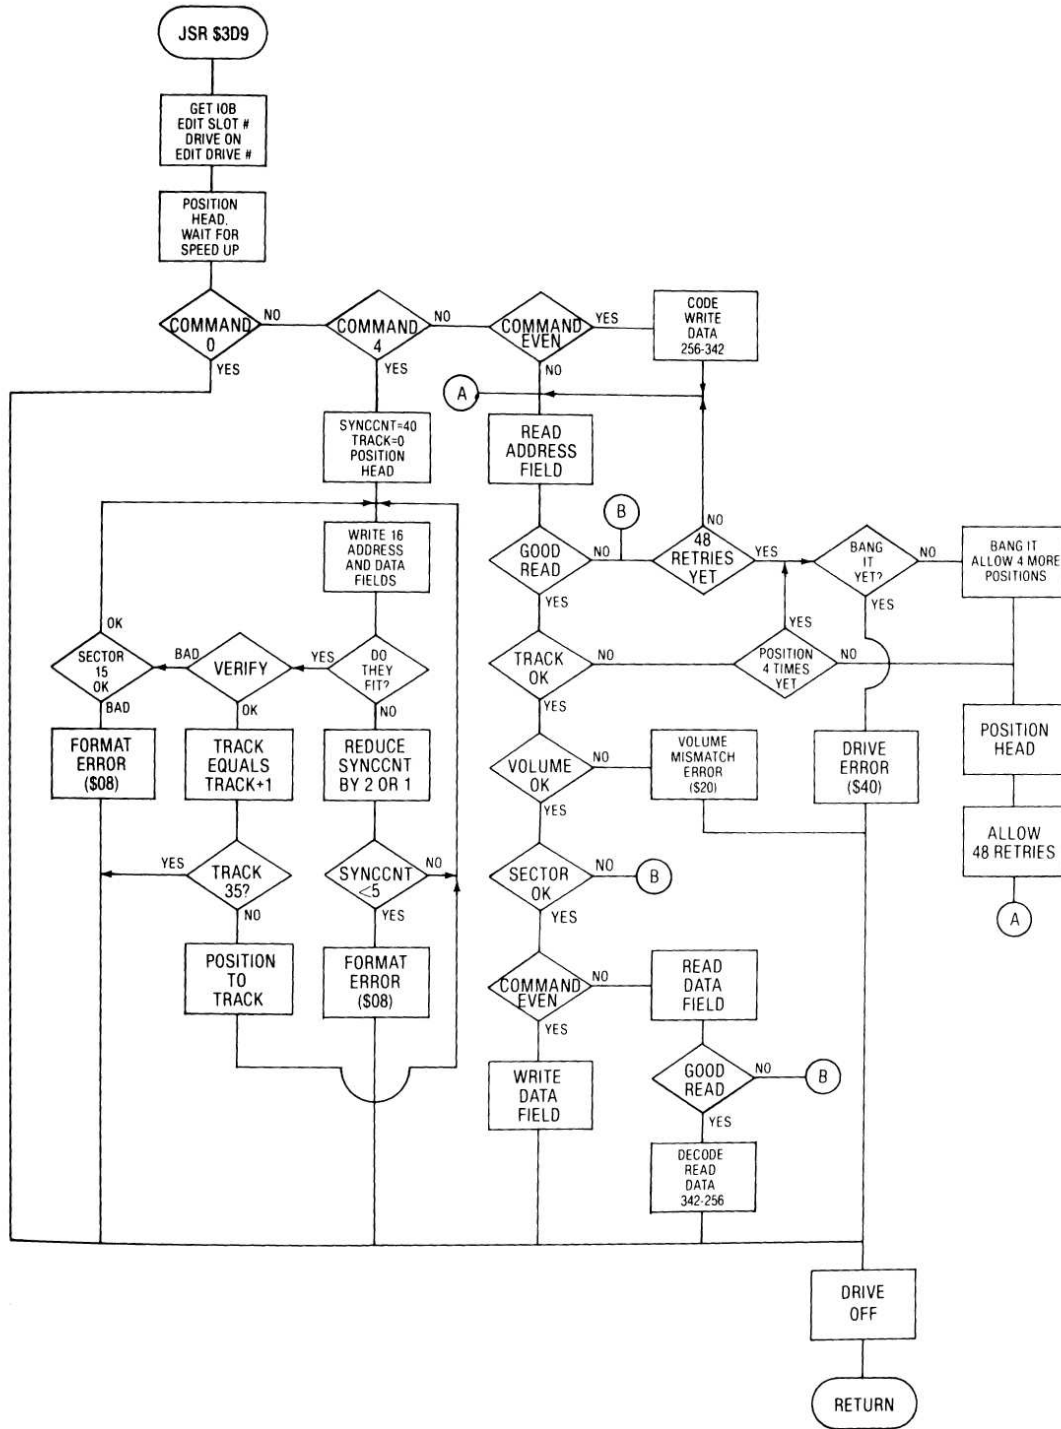 JSR $3D9
GET IOB
EDIT SLOT #
DRIVE ON
EDIT DRIVE #
POSITION
HEAD.
WAIT FOR
SPEED UP
COMMAND
0
NO
YES
COMMAND
4
NO
YES
COMMAND
EVEN
YES
NO
CODE
WRITE
DATA
256-342
A
SYNCCNT=40
TRACK=0
POSITION
HEAD
READ
ADDRESS
FIELD
WRITE 16
ADDRESS
AND DATA
FIELDS
GOOD
READ
NO
YES
B
48
RETRIES
YET
NO
YES
BANG
IT
YET?
NO
YES
BANG IT
ALLOW 4 MORE
POSITIONS
OK
SECTOR
15
OK
BAD
BAD
VERIFY
OK
YES
DO
THEY
FIT?
NO
TRACK
OK
NO
YES
YES
POSITION
4 TIMES
YET
NO
FORMAT
ERROR
($08)
TRACK
EQUALS
TRACK+1
REDUCE
SYNCCNT
BY 2 OR 1
VOLUME
OK
NO
YES
VOLUME
MISMATCH
ERROR
($20)
DRIVE
ERROR
($40)
POSITION
HEAD
ALLOW
48 RETRIES
A
YES
TRACK
35?
NO
SYNCCNT
<5
NO
YES
SECTOR
OK
NO
YES
B
POSITION
TO
TRACK
FORMAT
ERROR
($08)
COMMAND
EVEN
NO
YES
READ
DATA
FIELD
WRITE
DATA
FIELD
GOOD
READ
NO
YES
B
DECODE
READ
DATA
342-256
DRIVE
OFF
RETURN